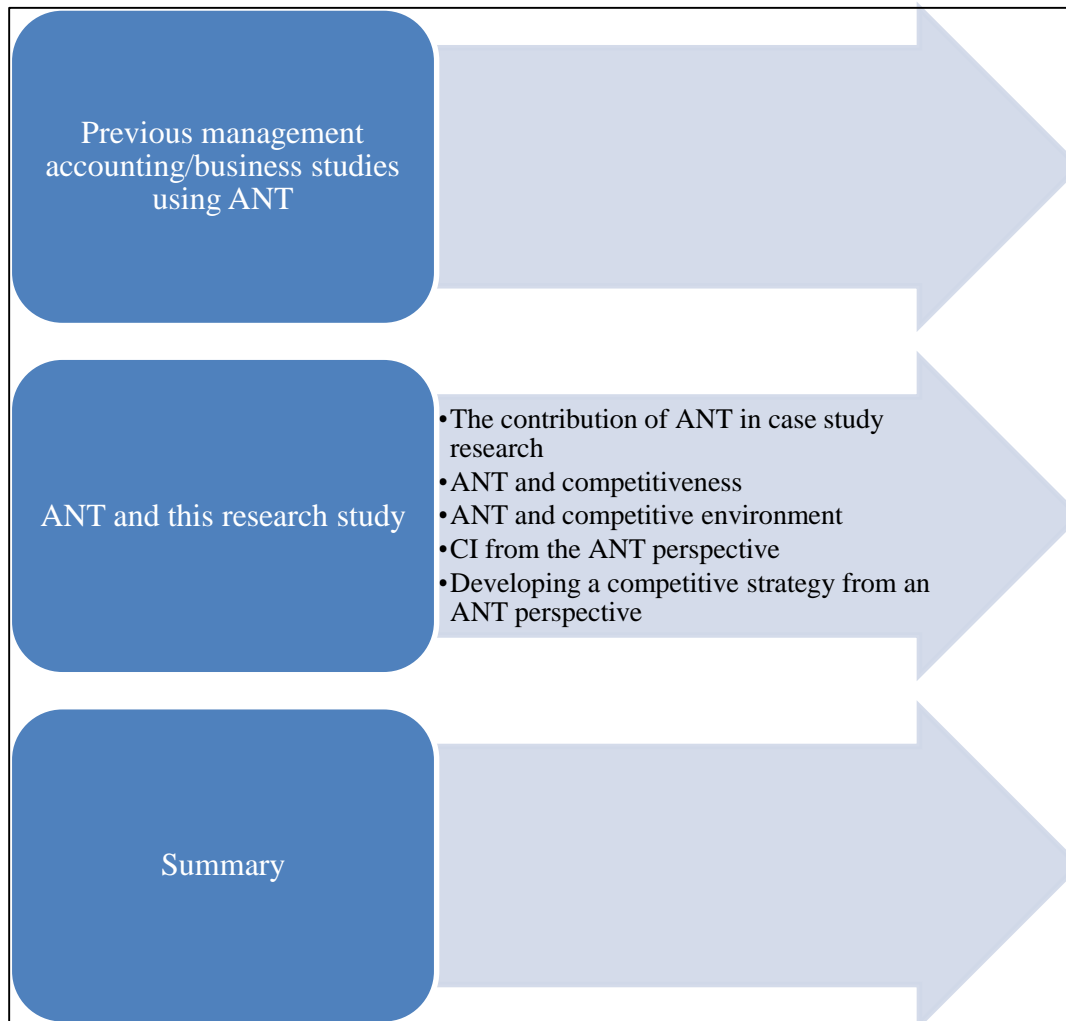 Previous management
accounting/business studies
using ANT
ANT and this research study
•The contribution of ANT in case study
research
•ANT and competitiveness
•ANT and competitive environment
•CI from the ANT perspective
•Developing a competitive strategy from an
ANT perspective
Summary